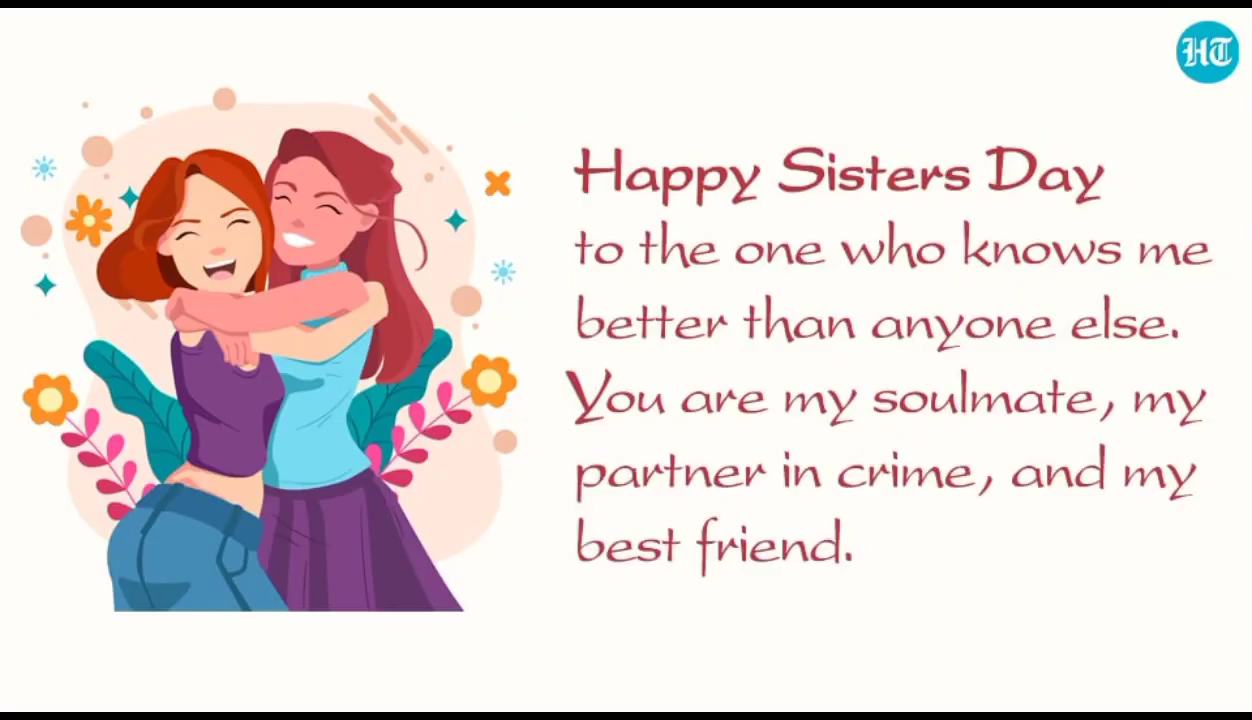 HT
Happy Sisters Day
to the one who knows me
better than anyone else.
You are my soulmate, my
partner in crime, and my
best friend.